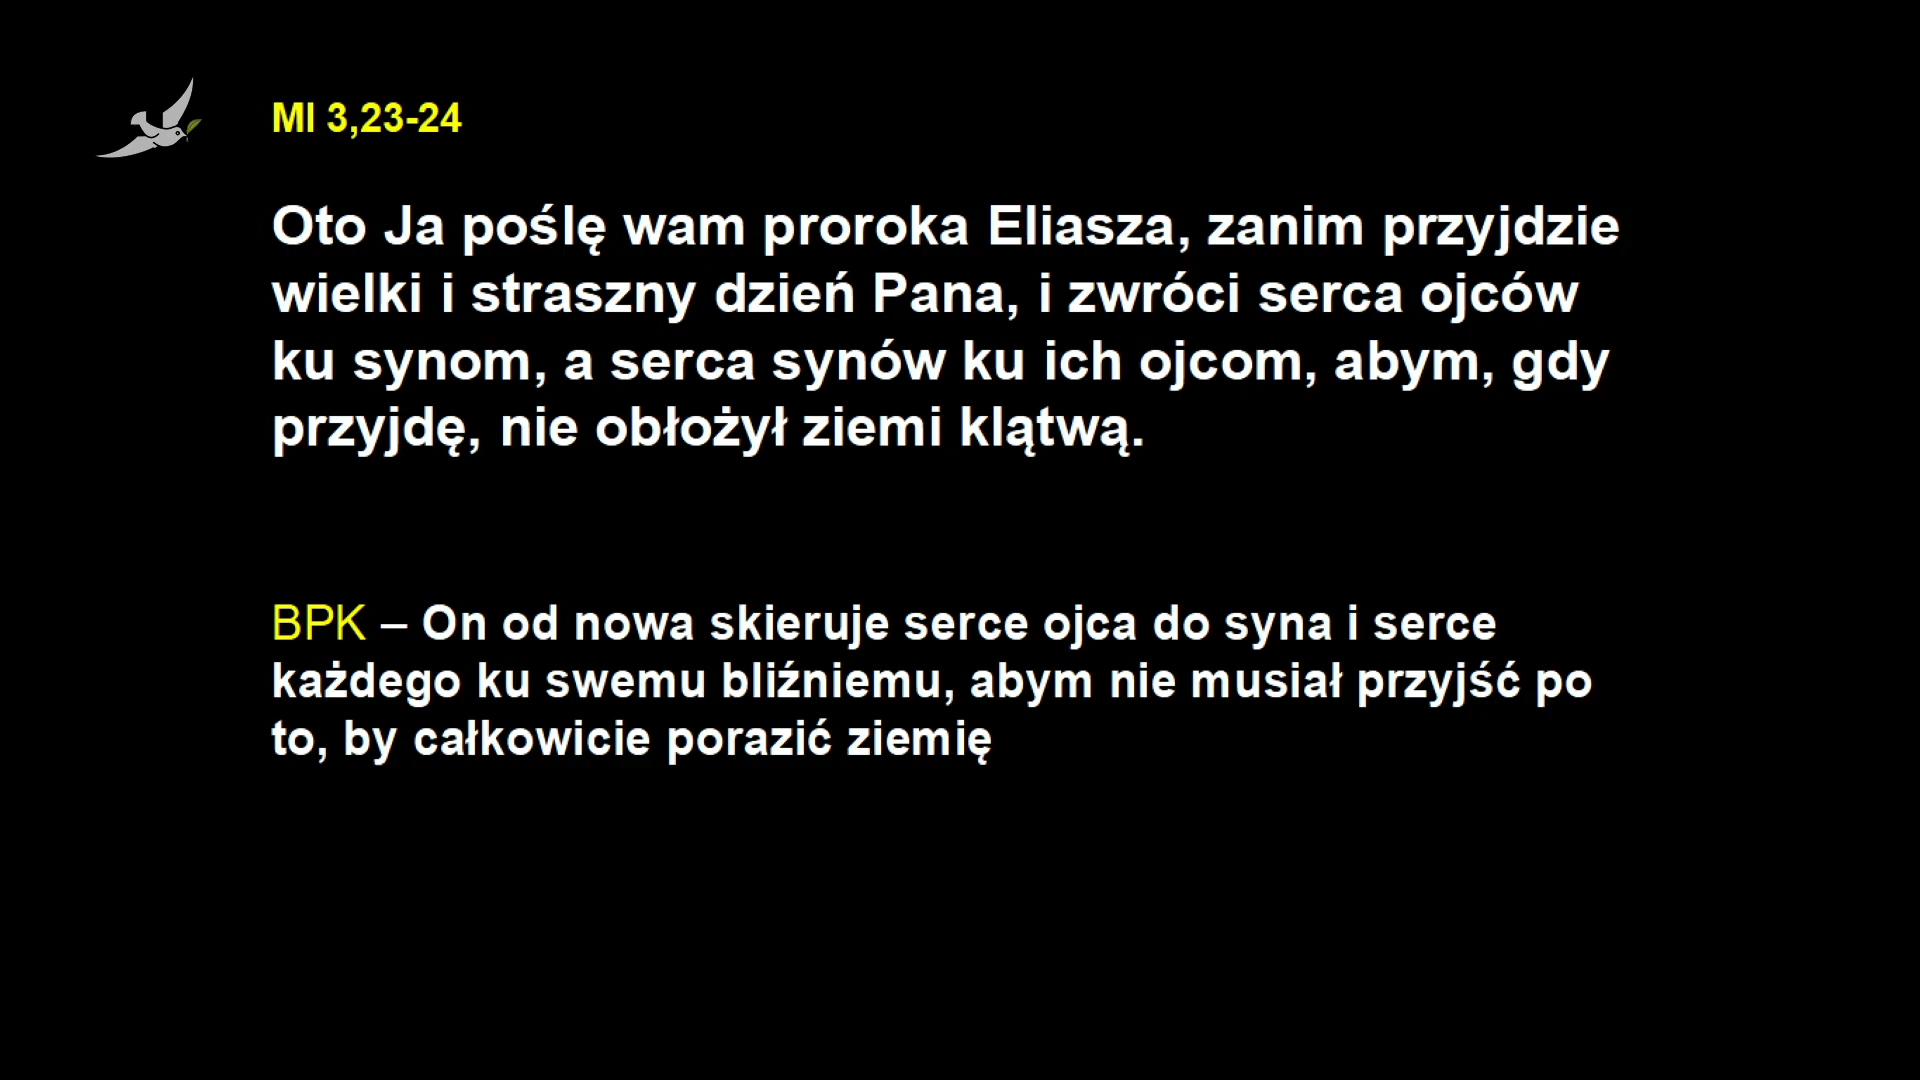 Ml 3,23-24
Oto Ja poślę wam proroka Eliasza, zanim przyjdzie
wielki i straszny dzień Pana, i zwróci serca ojców
ku synom, a serca synów ku ich ojcom, abym, gdy
przyjdę, nie obłożył ziemi klątwą.
BPK – On od nowa skieruje serce ojca do syna i serce
każdego ku swemu bliźniemu, abym nie musiał przyjść po
to, by całkowicie porazić ziemię